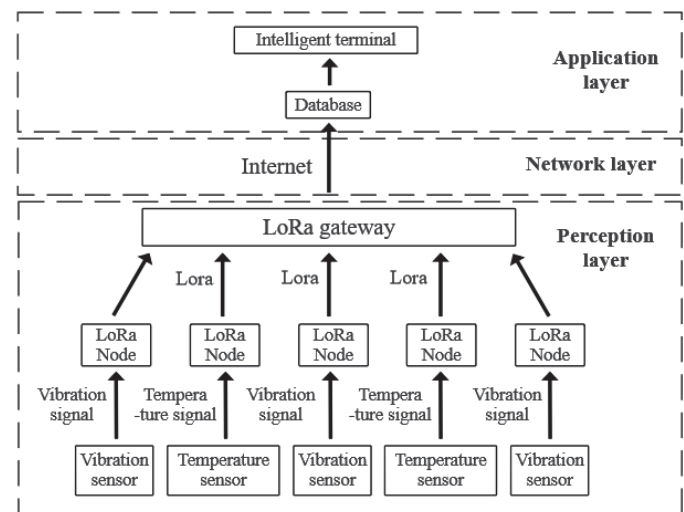 Intelligent terminal
Application
layer
Database
Internet
Network layer
LoRa gateway
Perception
layer
Lora
Lora
Lora
LoRa
Node
LoRa
Node
LoRa
Node
LoRa
Node
LoRa
Node
Vibration
signal
Tempera
-ture signal
Vibration
signal
Tempera
-ture signal
Vibration
signal
Vibration
sensor
Temperature
sensor
Vibration
sensor
Temperature
sensor
Vibration
sensor